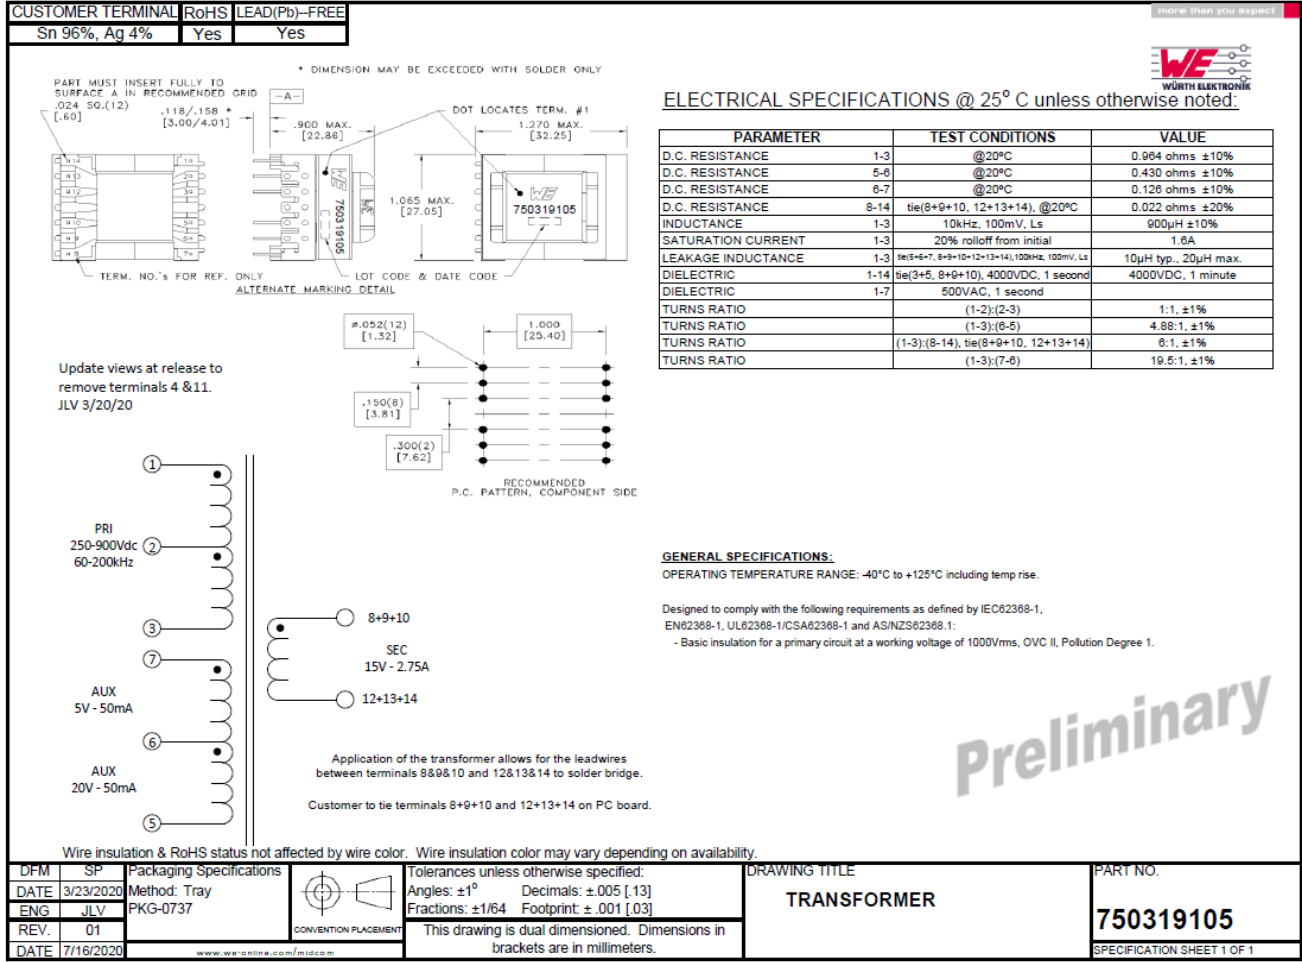 CUSTOMER TERMINAL RoHS LEAD(Pb)--FREE
Sn 96%, Ag 4% Yes Yes
more than you expect
WE
WÜRTH ELEKTRONIK
* DIMENSION MAY BE EXCEEDED WITH SOLDER ONLY
PART MUST INSERT FULLY TO
SURFACE A IN RECOMMENDED GRID
.024 SQ.(12)
[.60]
.118/.158 *
[3.00/4.01]
-A-
.900 MAX.
[22.86]
DOT LOCATES TERM. #1
1.270 MAX.
[32.25]
14 1
13 2
12 3
10 5
9 6
8 7
WE
750319105
WE
1.065 MAX.
[27.05]
WE
750319105
TERM. NO.'s FOR REF. ONLY
LOT CODE & DATE CODE
ALTERNATE MARKING DETAIL
ELECTRICAL SPECIFICATIONS @ 25° C unless otherwise noted:
PARAMETER TEST CONDITIONS VALUE
D.C. RESISTANCE 1-3 @20ºC 0.964 ohms ±10%
D.C. RESISTANCE 5-6 @20ºC 0.430 ohms ±10%
D.C. RESISTANCE 6-7 @20ºC 0.126 ohms ±10%
D.C. RESISTANCE 8-14 tie(8+9+10, 12+13+14), @20ºC 0.022 ohms ±20%
INDUCTANCE 1-3 10kHz, 100mV, Ls 900µH ±10%
SATURATION CURRENT 1-3 20% rolloff from initial 1.6A
LEAKAGE INDUCTANCE 1-3 tie(5+6+7, 8+9+10+12+13+14),100kHz, 100mV, Ls 10µH typ., 20µH max.
DIELECTRIC 1-14 tie(3+5, 8+9+10), 4000VDC, 1 second 4000VDC, 1 minute
DIELECTRIC 1-7 500VAC, 1 second
TURNS RATIO (1-2):(2-3) 1:1, ±1%
TURNS RATIO (1-3):(6-5) 4.88:1, ±1%
TURNS RATIO (1-3):(8-14), tie(8+9+10, 12+13+14) 6:1, ±1%
TURNS RATIO (1-3):(7-6) 19.5:1, ±1%
ø.052(12)
[1.32]
1.000
[25.40]
.150(8)
[3.81]
.300(2)
[7.62]
RECOMMENDED
P.C. PATTERN, COMPONENT SIDE
Update views at release to
remove terminals 4 &11.
JLV 3/20/20
1
PRI
250-900Vdc
60-200kHz
2
3
7
AUX
5V - 50mA
6
AUX
20V - 50mA
5
8+9+10
SEC
15V - 2.75A
12+13+14
Application of the transformer allows for the leadwires
between terminals 8&9&10 and 12&13&14 to solder bridge.
Customer to tie terminals 8+9+10 and 12+13+14 on PC board.
GENERAL SPECIFICATIONS:
OPERATING TEMPERATURE RANGE: -40°C to +125°C including temp rise.
Designed to comply with the following requirements as defined by IEC62368-1,
EN62368-1, UL62368-1/CSA62368-1 and AS/NZS62368.1:
- Basic insulation for a primary circuit at a working voltage of 1000Vrms, OVC II, Pollution Degree 1.
Preliminary
Wire insulation & RoHS status not affected by wire color. Wire insulation color may vary depending on availability.
DFM SP
DATE 3/23/2020
ENG JLV
REV. 01
DATE 7/16/2020
Packaging Specifications
Method: Tray
PKG-0737
www.we-online.com/midcom
CONVENTION PLACEMENT
Tolerances unless otherwise specified:
Angles: ±1° Decimals: ±.005 [.13]
Fractions: ±1/64 Footprint: ± .001 [.03]
This drawing is dual dimensioned. Dimensions in
brackets are in millimeters.
DRAWING TITLE
TRANSFORMER
PART NO.
750319105
SPECIFICATION SHEET 1 OF 1